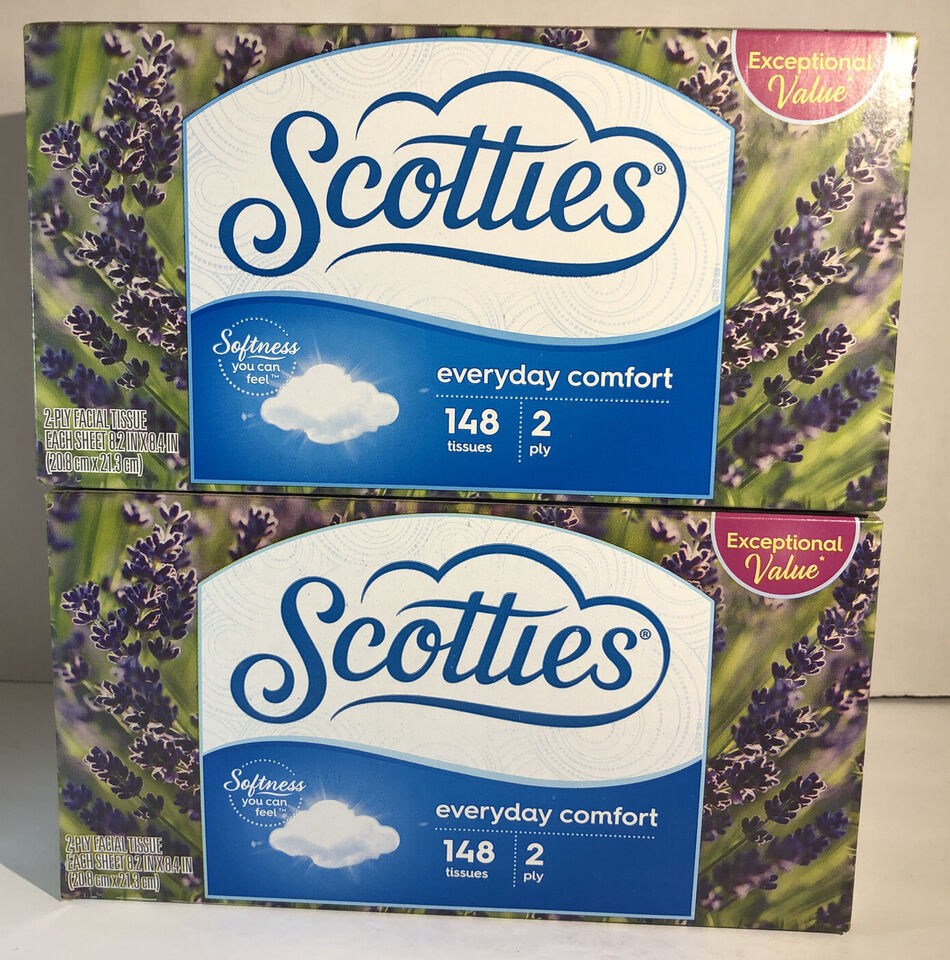 Exceptional
Value*
Scotties®
Softness
you can
feel™
everyday comfort
148
tissues
2
ply
2-PLY FACIAL TISSUE
EACH SHEET 8.2 IN X 8.4 IN
(20.8 cm x 21.3 cm)
Exceptional
Value*
Scotties®
Softness
you can
feel™
everyday comfort
148
tissues
2
ply
2-PLY FACIAL TISSUE
EACH SHEET 8.2 IN X 8.4 IN
(20.8 cm x 21.3 cm)